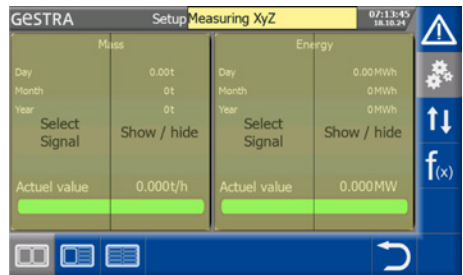 GESTRA
Setup Measuring XyZ
07:13:45
18.10.24
Mass
Energy
Day 0.00t
Day 0.00MWh
Month 0t
Month 0MWh
Year 0t
Year 0MWh
Select
Signal
Show / hide
Select
Signal
Show / hide
Actuel value 0.000t/h
Actuel value 0.000MW
f(x)